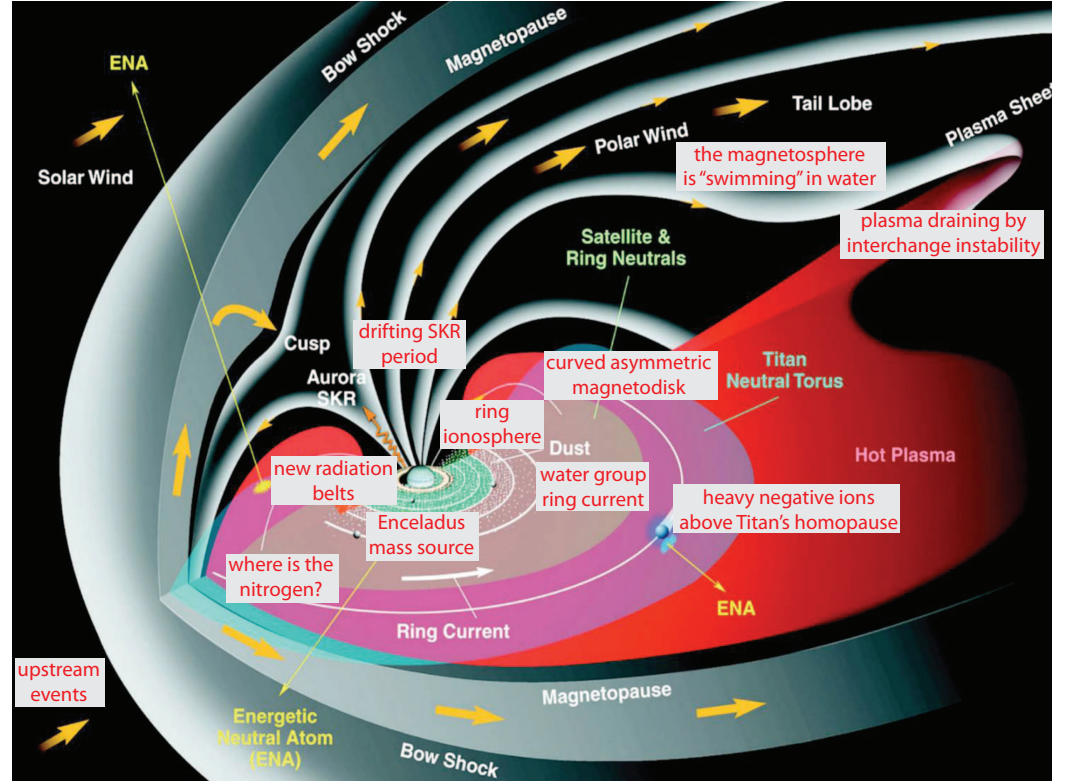 Bow Shock
Magnetopause
ENA
Solar Wind
Tail Lobe
Polar Wind
Plasma Sheet
the magnetosphere
is “swimming” in water
plasma draining by
interchange instability
Satellite &
Ring Neutrals
Cusp
drifting SKR
period
Aurora
SKR
curved asymmetric
magnetodisk
Titan
Neutral Torus
ring
ionosphere
Dust
Hot Plasma
new radiation
belts
water group
ring current
heavy negative ions
above Titan’s homopause
Enceladus
mass source
where is the
nitrogen?
ENA
Ring Current
upstream
events
Magnetopause
Energetic
Neutral Atom
(ENA)
Bow Shock